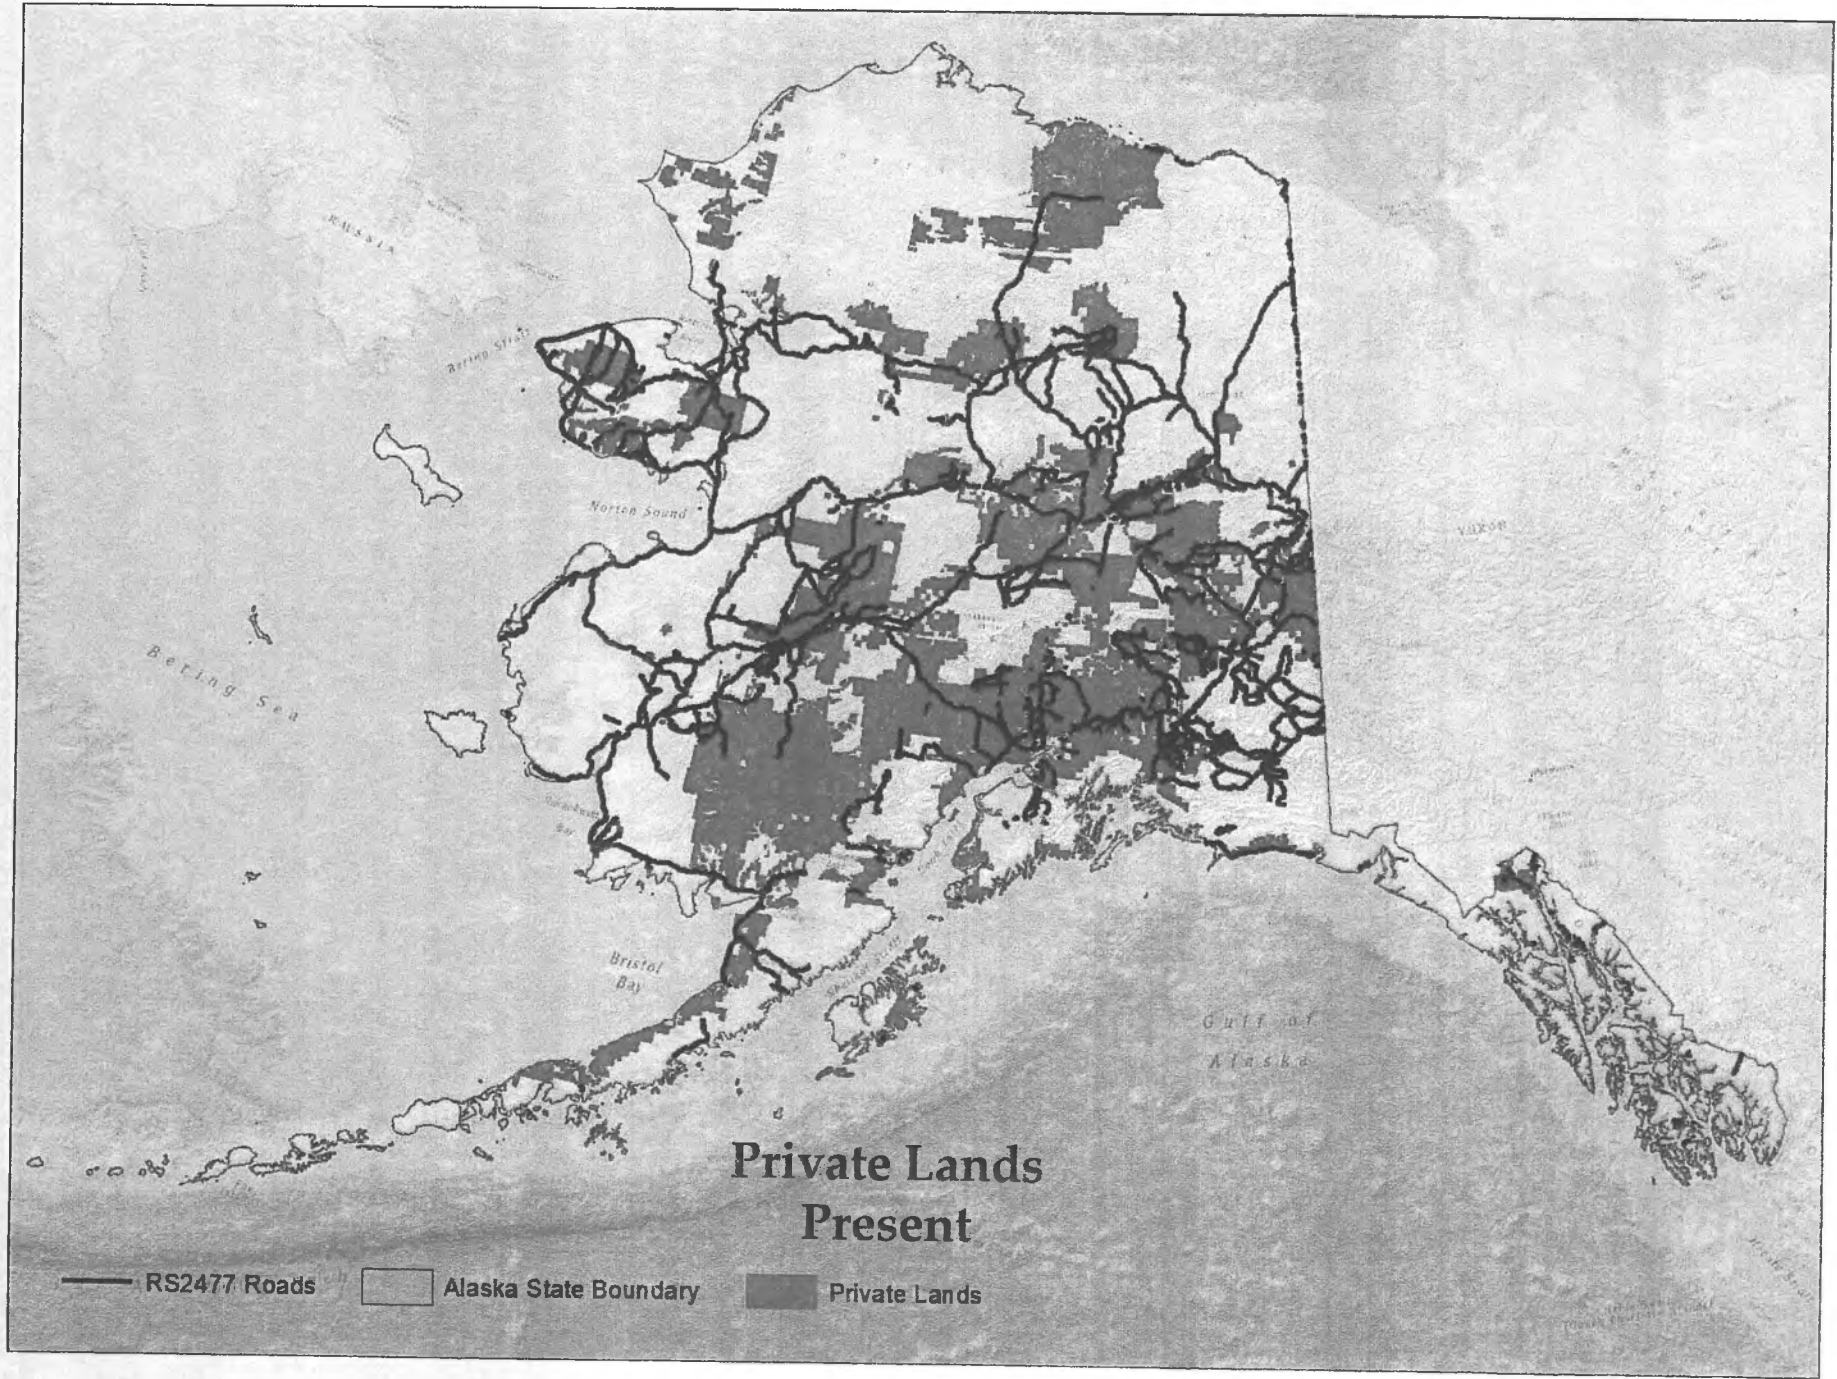 RUSSIA
Bering Strait
Norton Sound
YUKON
Bering Sea
Bristol
Bay
Gulf of
Alaska
Private Lands
Present
RS2477 Roads
Alaska State Boundary
Private Lands